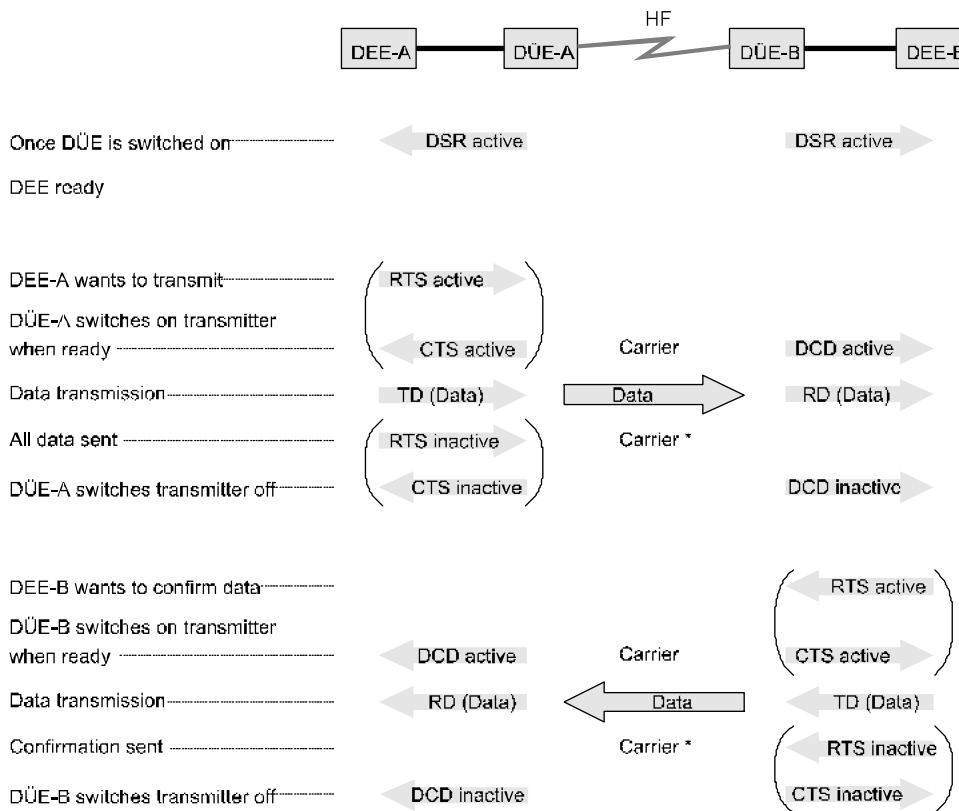 HF
DEE-A DÜE-A DÜE-B DEE-B
Once DÜE is switched on DSR active DSR active
DEE ready
DEE-A wants to transmit RTS active
DÜE-A switches on transmitter
when ready CTS active Carrier DCD active
Data transmission TD (Data) Data RD (Data)
All data sent RTS inactive Carrier *
DÜE-A switches transmitter off CTS inactive DCD inactive
DEE-B wants to confirm data RTS active
DÜE-B switches on transmitter
when ready DCD active Carrier CTS active
Data transmission RD (Data) Data TD (Data)
Confirmation sent Carrier * RTS inactive
DÜE-B switches transmitter off DCD inactive CTS inactive